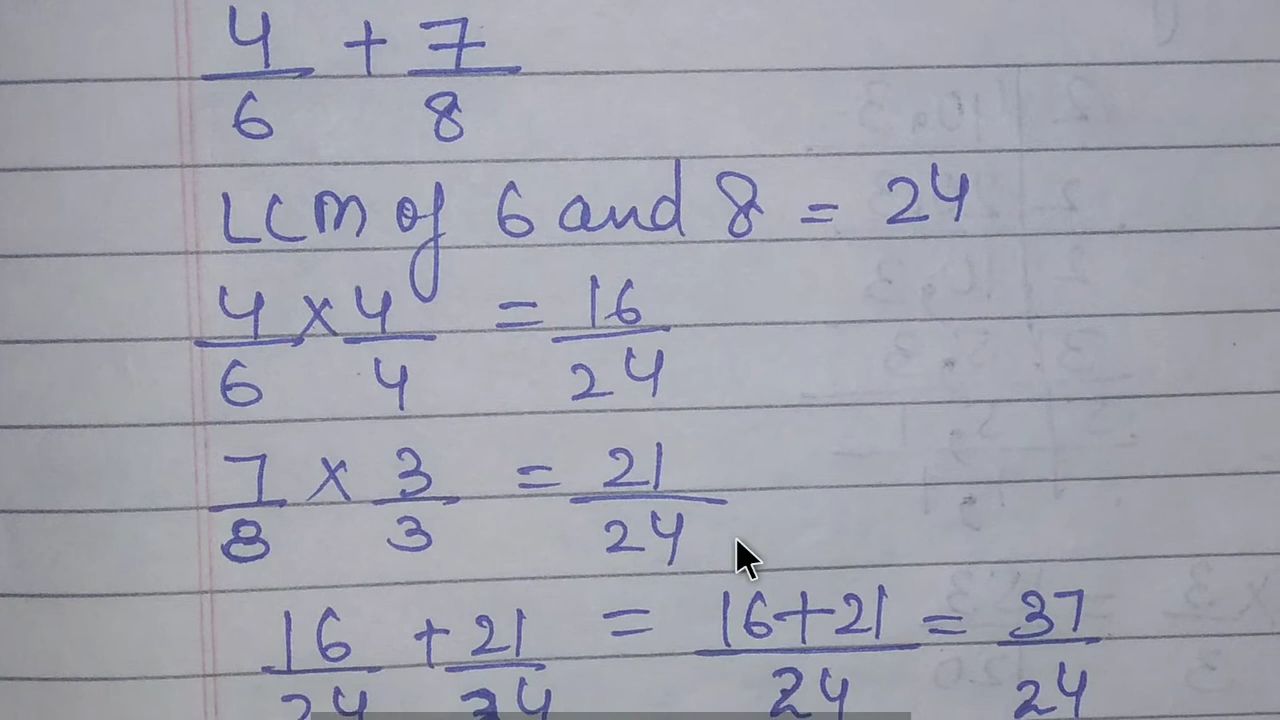 4/6 + 7/8
LCM of 6 and 8 = 24
4/6 × 4/4 = 16/24
7/8 × 3/3 = 21/24
16/24 + 21/24 = 16+21/24 = 37/24